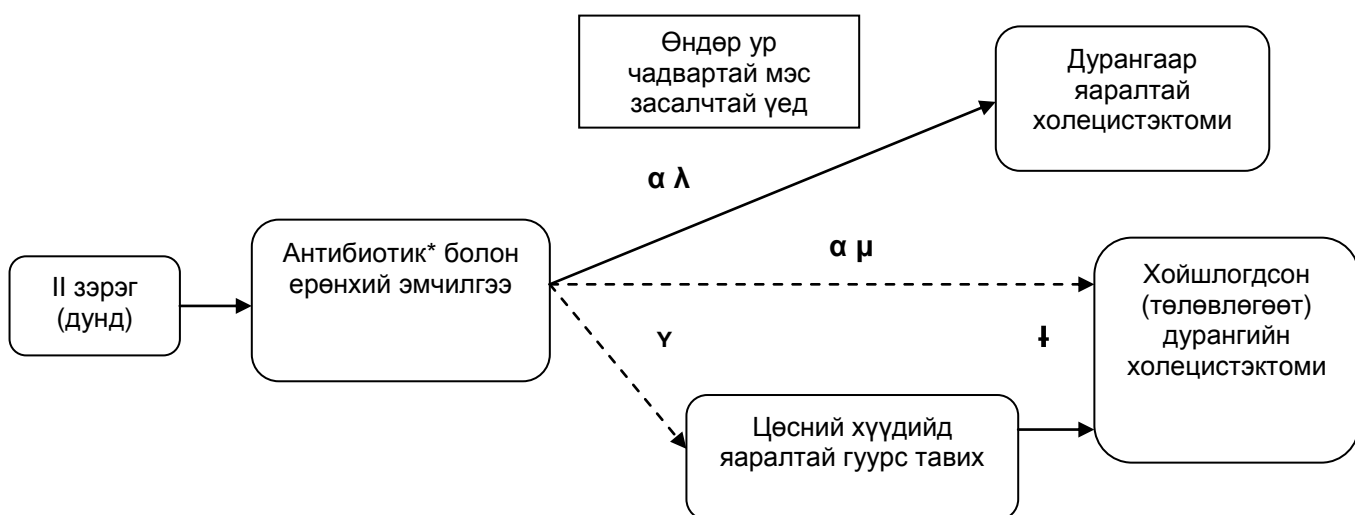 Өндөр ур
чадвартай мэс
засалчтай үед
Дурангаар
яаралтай
холецистэктоми
α λ
Антибиотик* болон
ерөнхий эмчилгээ
α μ
II зэрэг
(дунд)
Хойшлогдсон
(төлөвлөгөөт)
дурангийн
холецистэктоми
ʏ
ƚ
Цөсний хүүдийд
яаралтай гуурс тавих